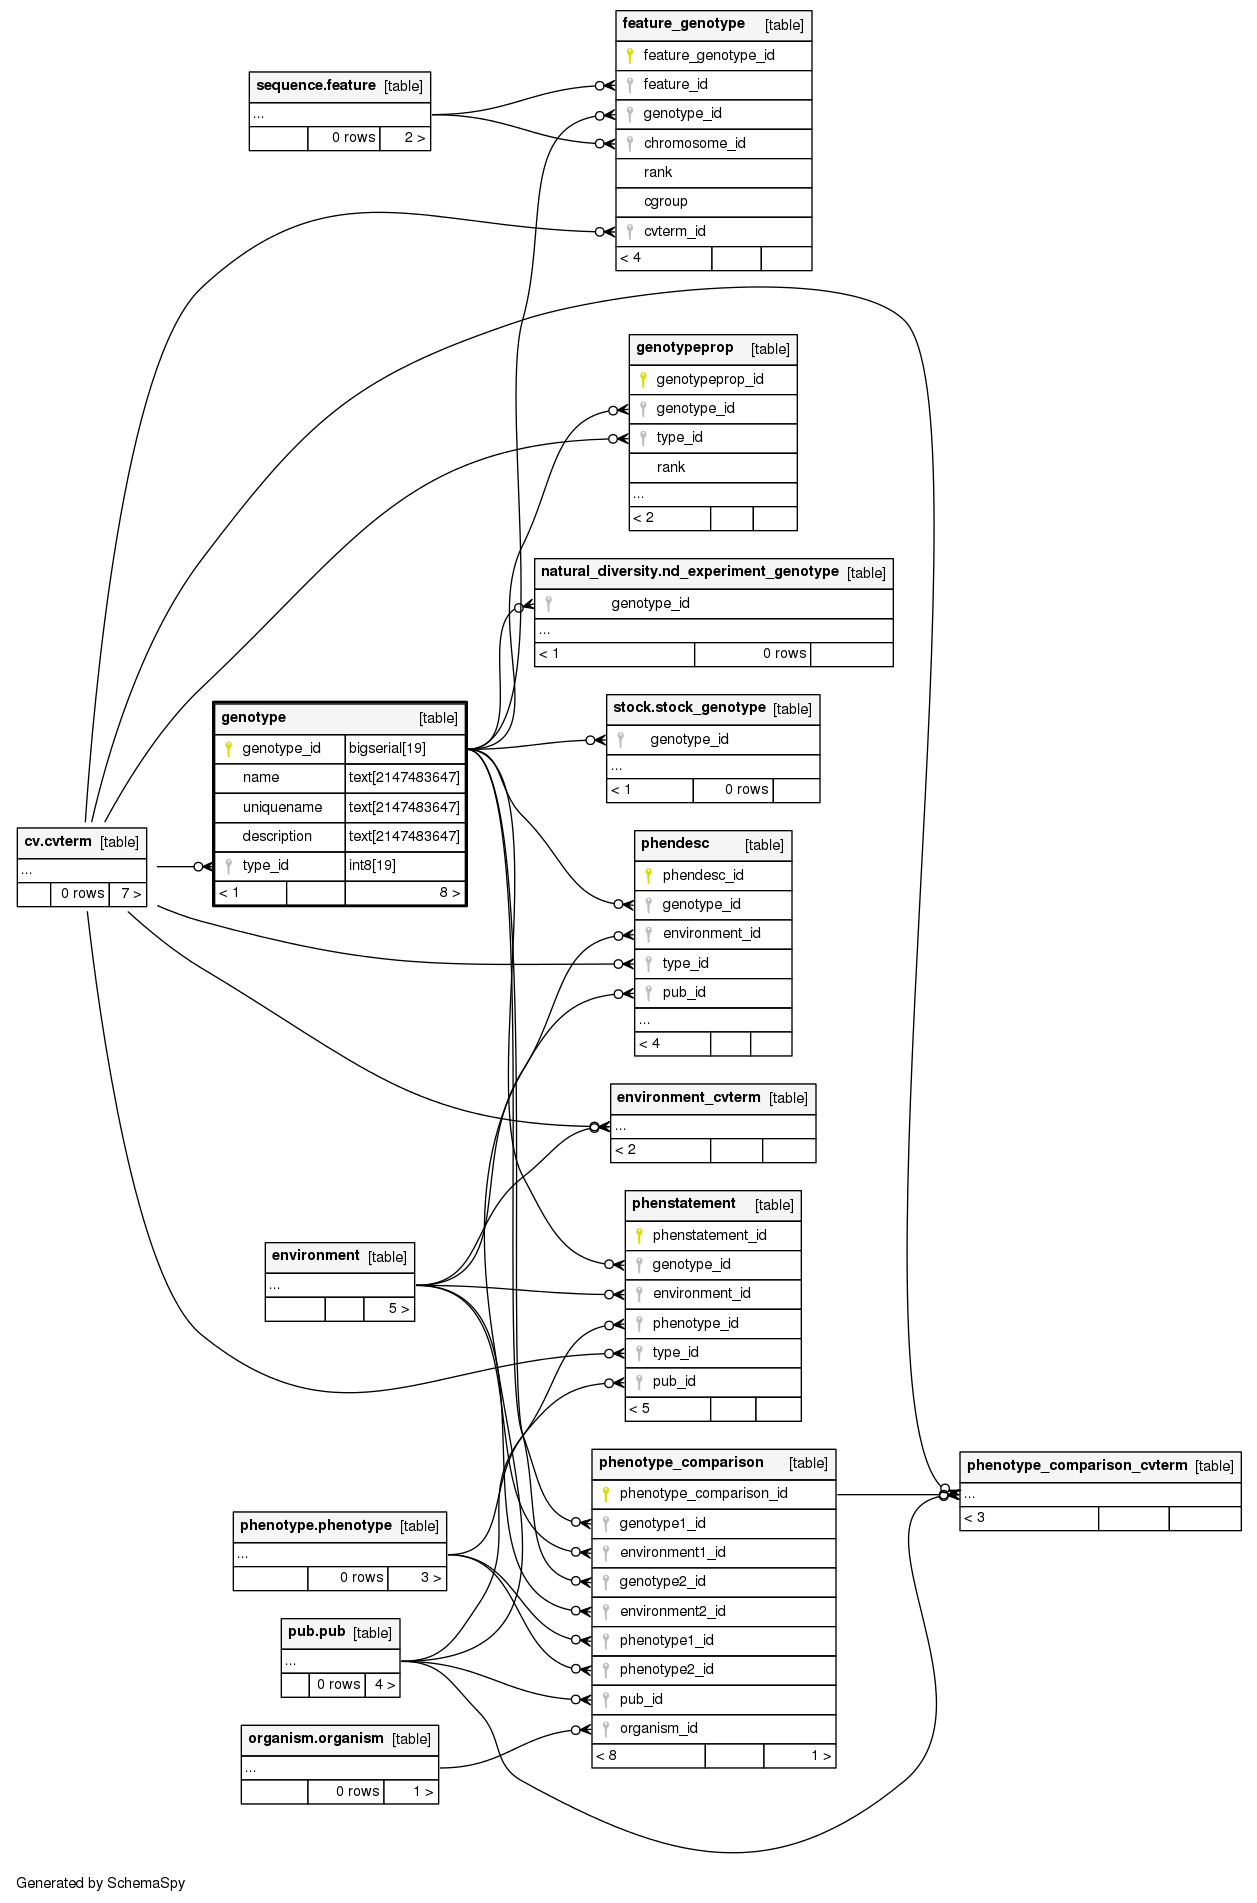 feature_genotype [table]
feature_genotype_id
feature_id
genotype_id
chromosome_id
rank
cgroup
cvterm_id
< 4
sequence.feature [table]
...
0 rows 2 >
genotypeprop [table]
genotypeprop_id
genotype_id
type_id
rank
...
< 2
natural_diversity.nd_experiment_genotype [table]
genotype_id
...
< 1 0 rows
stock.stock_genotype [table]
genotype_id
...
< 1 0 rows
genotype [table]
genotype_id bigserial[19]
name text[2147483647]
uniquename text[2147483647]
description text[2147483647]
type_id int8[19]
< 1 8 >
cv.cvterm [table]
...
0 rows 7 >
phendesc [table]
phendesc_id
genotype_id
environment_id
type_id
pub_id
...
< 4
environment_cvterm [table]
...
< 2
phenstatement [table]
phenstatement_id
genotype_id
environment_id
phenotype_id
type_id
pub_id
< 5
environment [table]
...
5 >
phenotype_comparison [table]
phenotype_comparison_id
genotype1_id
environment1_id
genotype2_id
environment2_id
phenotype1_id
phenotype2_id
pub_id
organism_id
< 8 1 >
phenotype_comparison_cvterm [table]
...
< 3
phenotype.phenotype [table]
...
0 rows 3 >
pub.pub [table]
...
0 rows 4 >
organism.organism [table]
...
0 rows 1 >
Generated by SchemaSpy